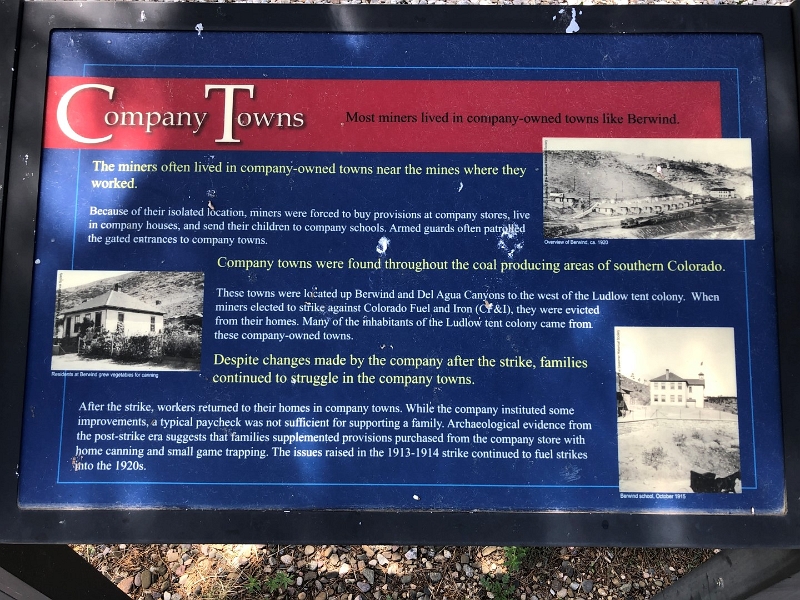 Company Towns
Most miners lived in company-owned towns like Berwind.
The miners often lived in company-owned towns near the mines where they
worked.
Because of their isolated location, miners were forced to buy provisions at company stores, live
in company houses, and send their children to company schools. Armed guards often patrolled
the gated entrances to company towns.
Overview of Berwind, ca. 1920
Company towns were found throughout the coal producing areas of southern Colorado.
These towns were located up Berwind and Del Agua Canyons to the west of the Ludlow tent colony. When
miners elected to strike against Colorado Fuel and Iron (CF&I), they were evicted
from their homes. Many of the inhabitants of the Ludlow tent colony came from
these company-owned towns.
Residents at Berwind grew vegetables for canning
Despite changes made by the company after the strike, families
continued to struggle in the company towns.
After the strike, workers returned to their homes in company towns. While the company instituted some
improvements, a typical paycheck was not sufficient for supporting a family. Archaeological evidence from
the post-strike era suggests that families supplemented provisions purchased from the company store with
home canning and small game trapping. The issues raised in the 1913-1914 strike continued to fuel strikes
into the 1920s.
Berwind school, October 1915